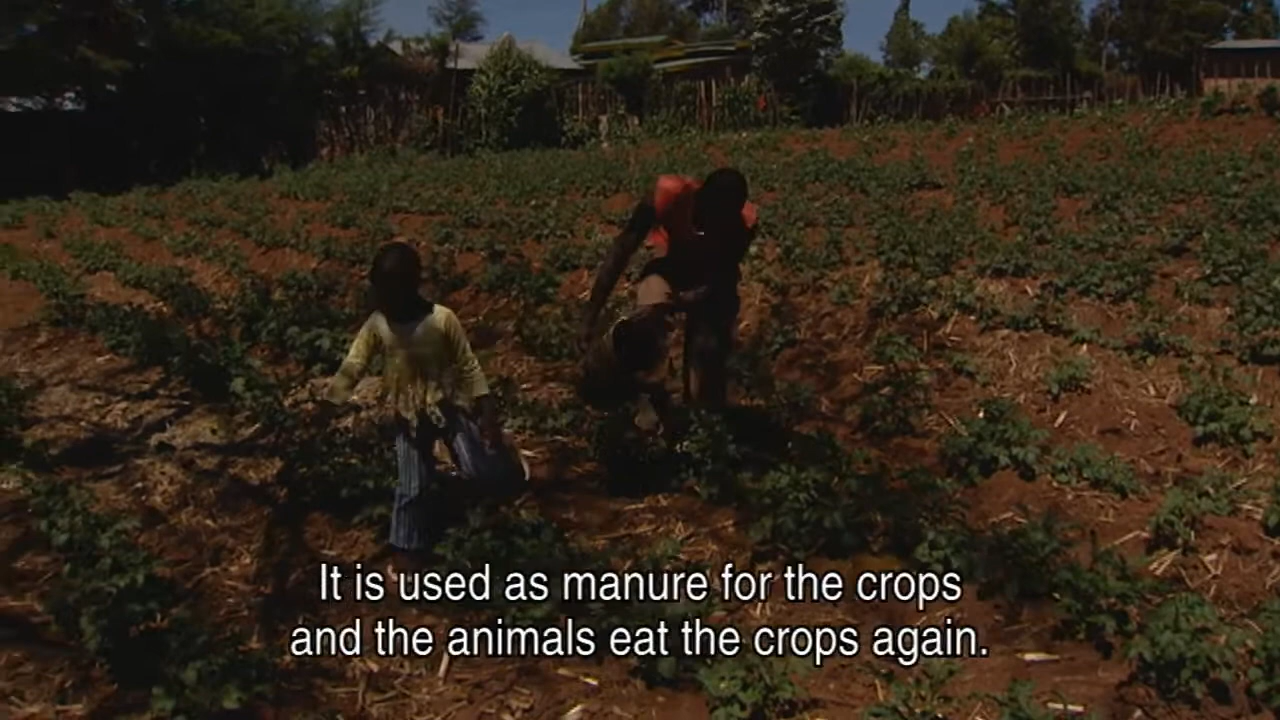 It is used as manure for the crops
and the animals eat the crops again.